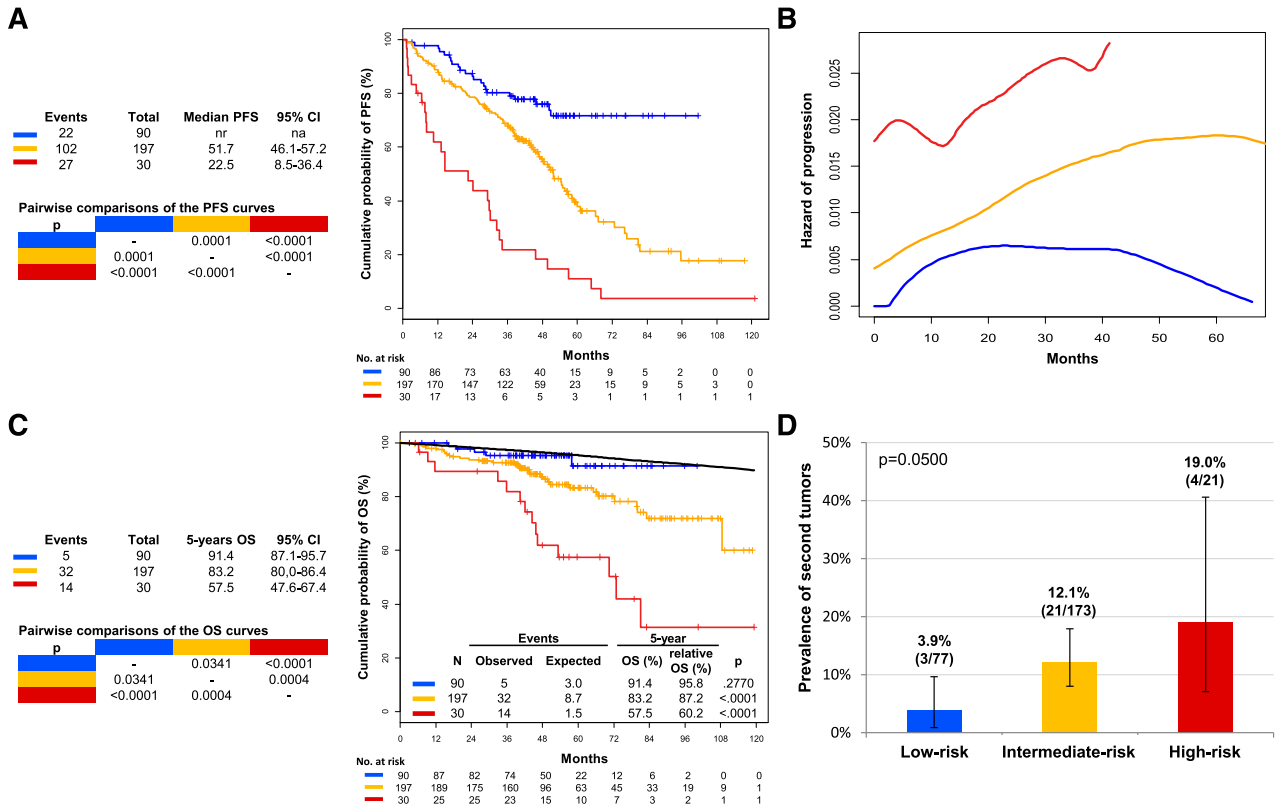 A
Events Total Median PFS 95% CI
22 90 nr na
102 197 51.7 46.1-57.2
27 30 22.5 8.5-36.4
Pairwise comparisons of the PFS curves
p
- 0.0001 <0.0001
0.0001 - <0.0001
<0.0001 <0.0001 -
Cumulative probability of PFS (%)
100
80
60
40
20
0
0 12 24 36 48 60 72 84 96 108 120
Months
No. at risk
90 86 73 63 40 15 9 5 2 0 0
197 170 147 122 59 23 15 9 5 3 0
30 17 13 6 5 3 1 1 1 1 1
B
Hazard of progression
0.025
0.020
0.015
0.010
0.005
0.000
0 10 20 30 40 50 60
Months
C
Events Total 5-years OS 95% CI
5 90 91.4 87.1-95.7
32 197 83.2 80,0-86.4
14 30 57.5 47.6-67.4
Pairwise comparisons of the OS curves
p
- 0.0341 <0.0001
0.0341 - 0.0004
<0.0001 0.0004 -
Cumulative probability of OS (%)
100
80
60
40
20
0
Events 5-year
N Observed Expected OS (%) relative OS (%) p
90 5 3.0 91.4 95.8 .2770
197 32 8.7 83.2 87.2 <.0001
30 14 1.5 57.5 60.2 <.0001
0 12 24 36 48 60 72 84 96 108 120
Months
No. at risk
90 87 82 74 50 22 12 6 2 0 0
197 189 175 160 96 63 45 33 19 9 1
30 25 25 23 15 10 7 3 2 1 1
D
Prevalence of second tumors
50%
40%
30%
20%
10%
0%
p=0.0500
3.9%
(3/77)
12.1%
(21/173)
19.0%
(4/21)
Low-risk Intermediate-risk High-risk